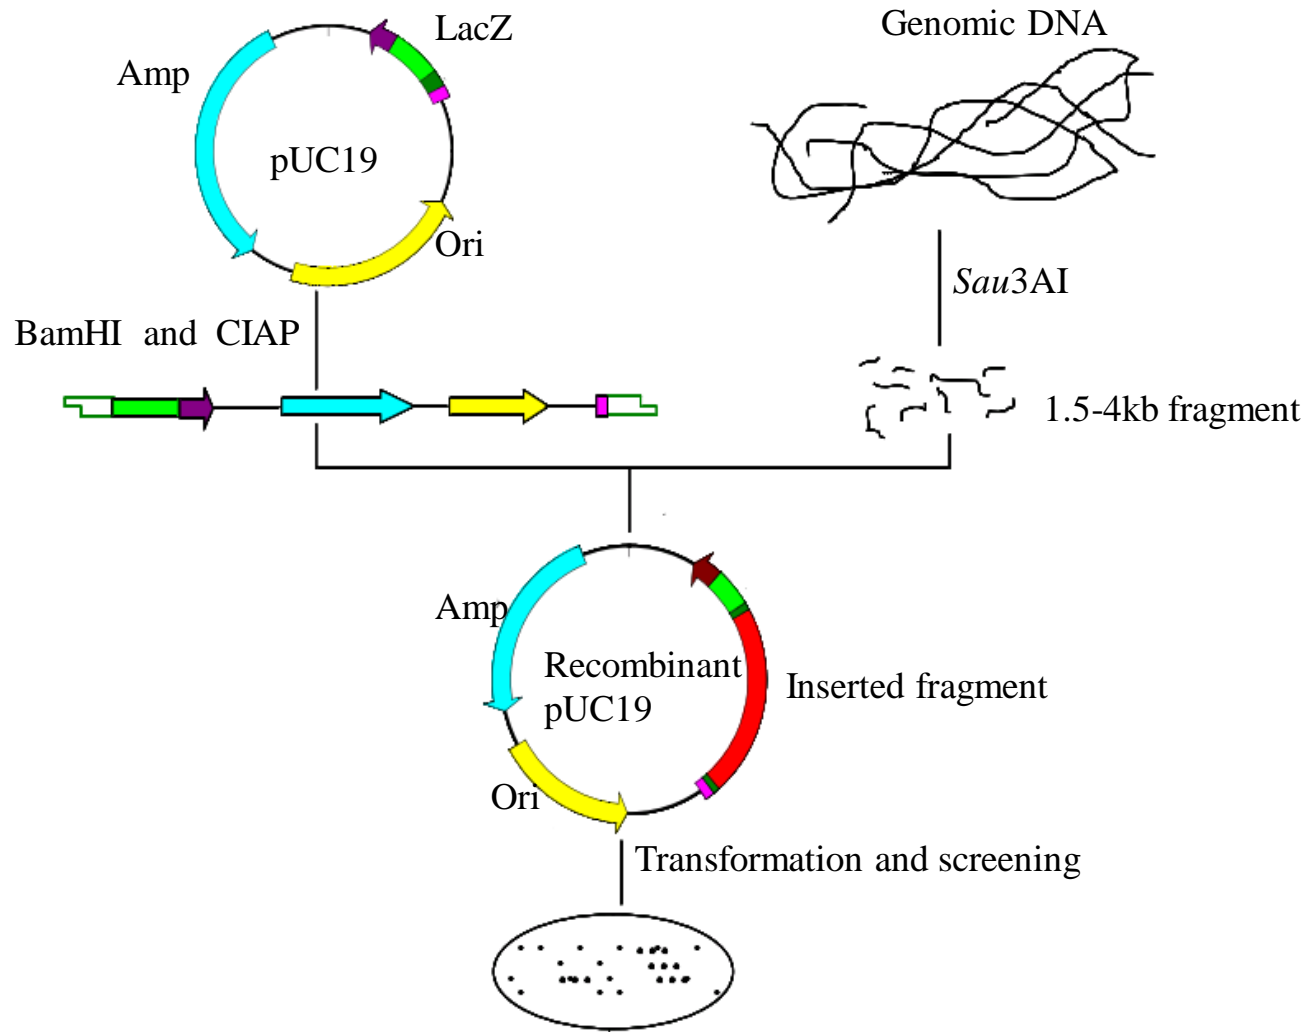 LacZ
Genomic DNA
Amp
pUC19
Ori
Sau3AI
BamHI and CIAP
1.5-4kb fragment
Amp
Recombinant
pUC19
Inserted fragment
Ori
Transformation and screening